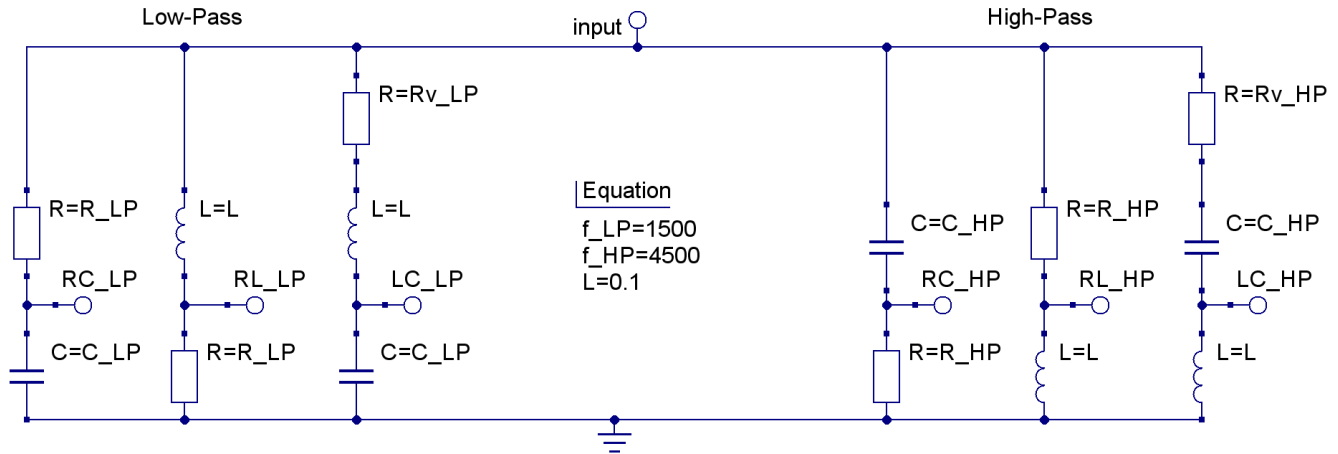 Low-Pass
input
High-Pass
R=Rv_LP
R=Rv_HP
R=R_LP
L=L
L=L
Equation
f_LP=1500
f_HP=4500
L=0.1
C=C_HP
R=R_HP
C=C_HP
RC_LP
RL_LP
LC_LP
RC_HP
RL_HP
LC_HP
C=C_LP
R=R_LP
C=C_LP
R=R_HP
L=L
L=L